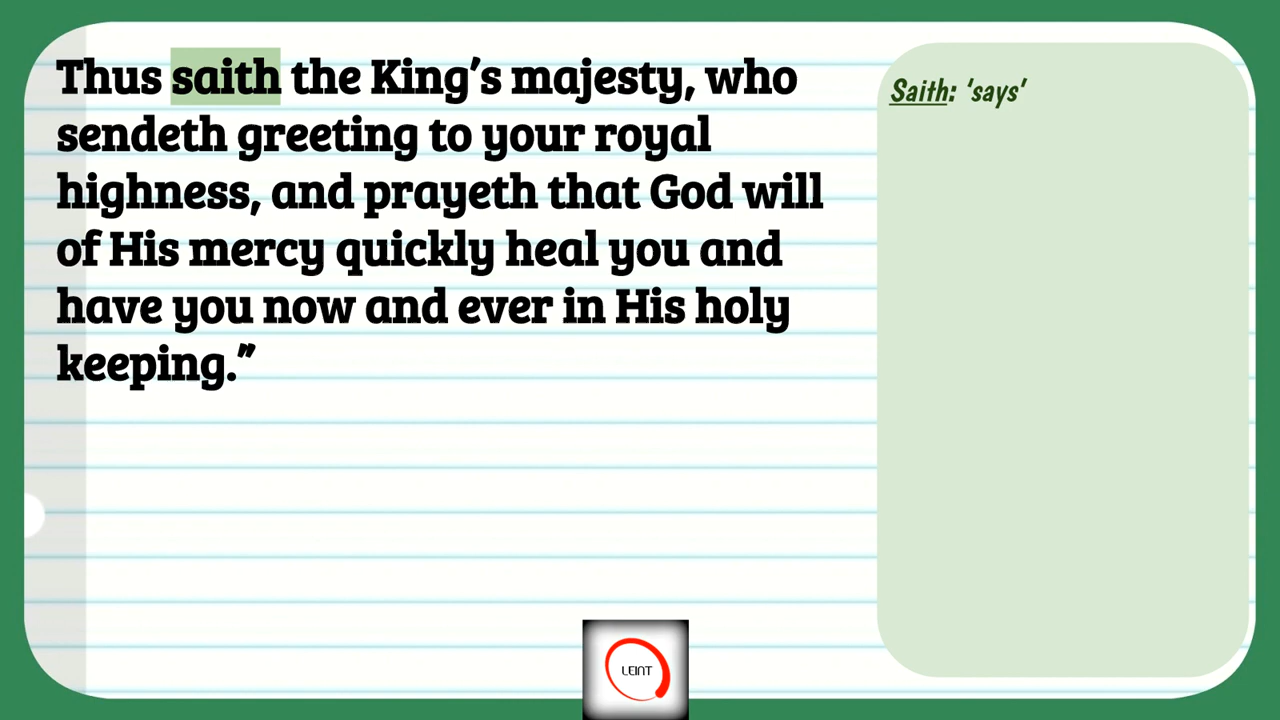 Thus saith the King’s majesty, who
sendeth greeting to your royal
highness, and prayeth that God will
of His mercy quickly heal you and
have you now and ever in His holy
keeping.”
Saith: ‘says’
LEINT